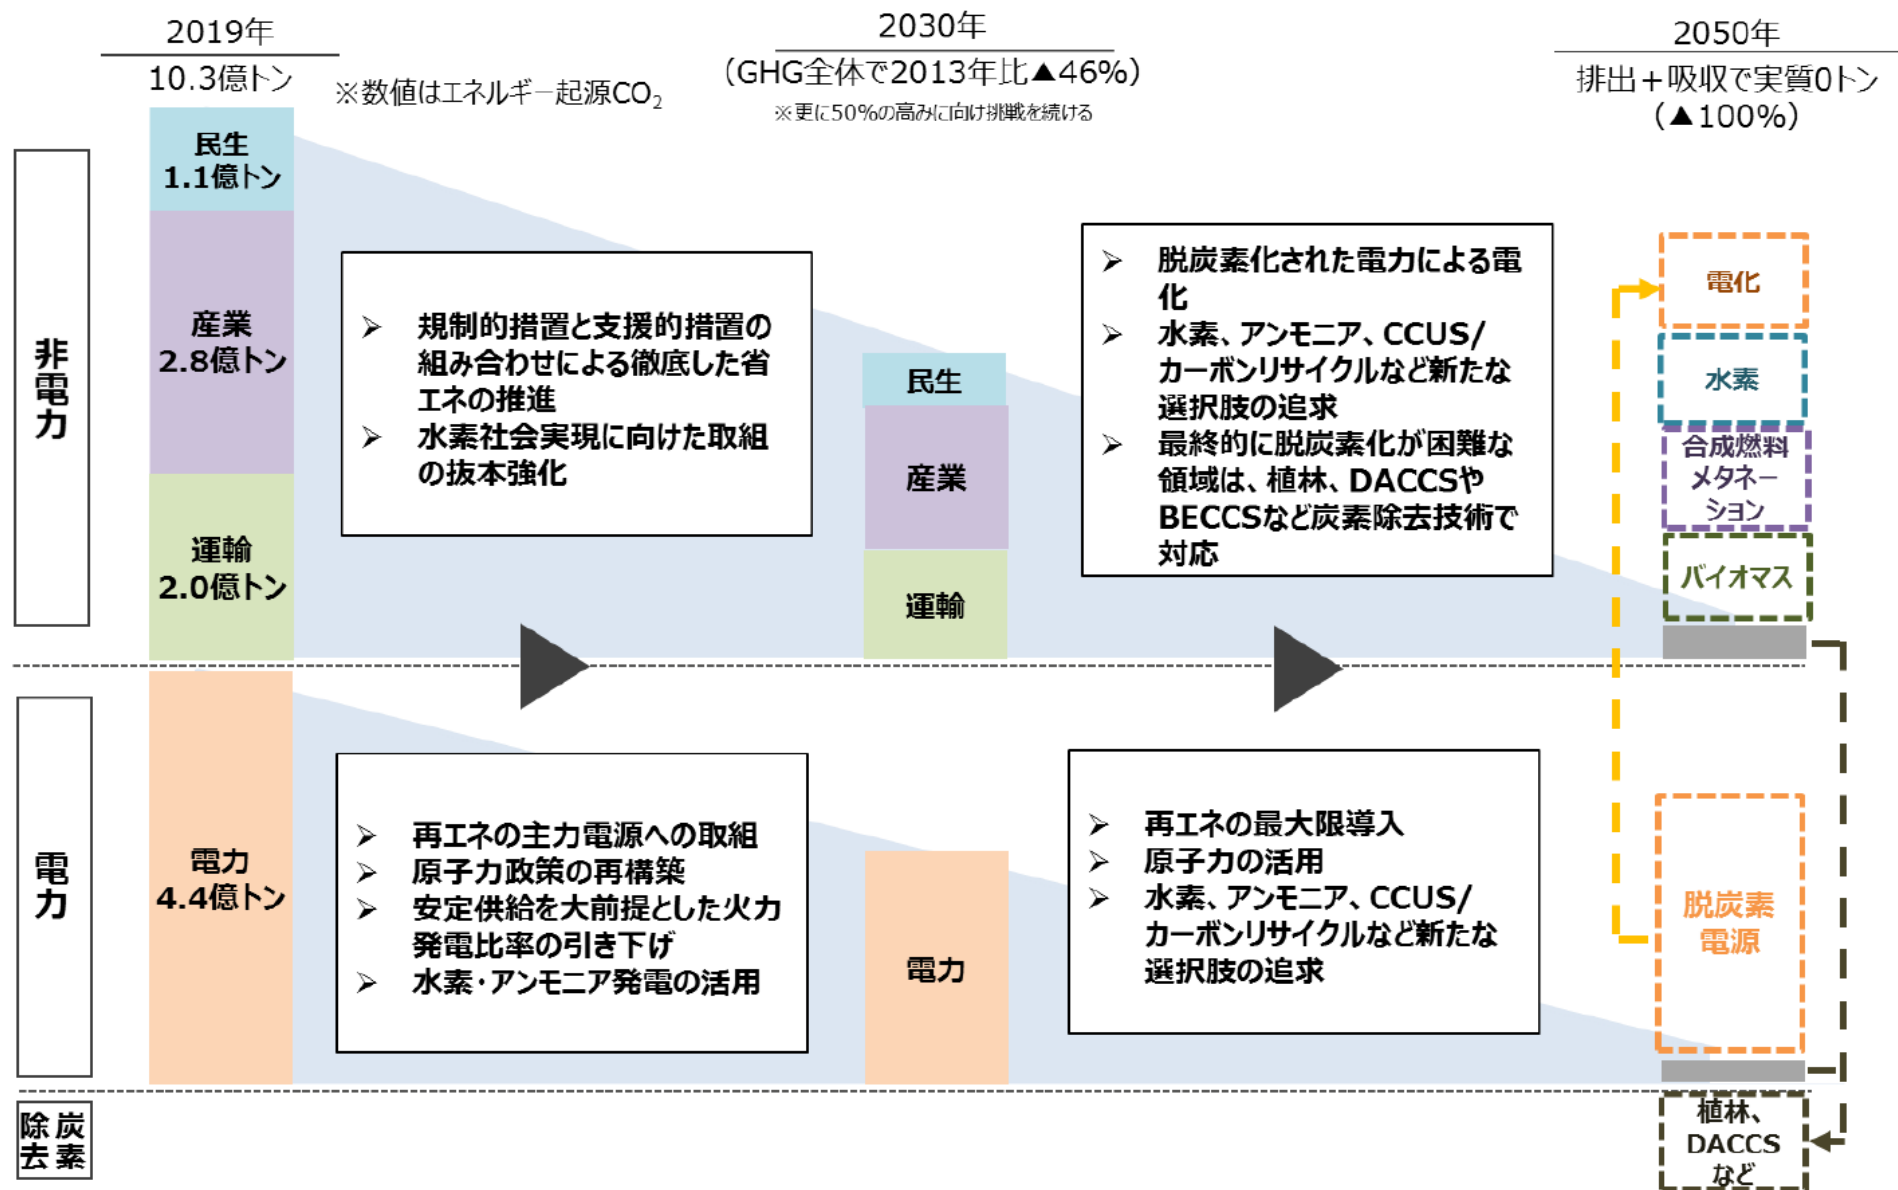 2019年
10.3億トン
※数値はエネルギー起源CO₂
2030年
(GHG全体で2013年比▲46%)
※更に50%の高みに向け挑戦を続ける
2050年
排出＋吸収で実質0トン
(▲100%)
非電力
民生
1.1億トン
産業
2.8億トン
運輸
2.0億トン
➢ 規制的措置と支援的措置の
組み合わせによる徹底した省
エネの推進
➢ 水素社会実現に向けた取組
の抜本強化
民生
産業
運輸
➢ 脱炭素化された電力による電
化
➢ 水素、アンモニア、CCUS/
カーボンリサイクルなど新たな
選択肢の追求
➢ 最終的に脱炭素化が困難な
領域は、植林、DACCSや
BECCSなど炭素除去技術で
対応
電化
水素
合成燃料
メタネー
ション
バイオマス
電力
電力
4.4億トン
➢ 再エネの主力電源への取組
➢ 原子力政策の再構築
➢ 安定供給を大前提とした火力
発電比率の引き下げ
➢ 水素・アンモニア発電の活用
電力
➢ 再エネの最大限導入
➢ 原子力の活用
➢ 水素、アンモニア、CCUS/
カーボンリサイクルなど新たな
選択肢の追求
脱炭素
電源
炭素除去
植林、
DACCS
など